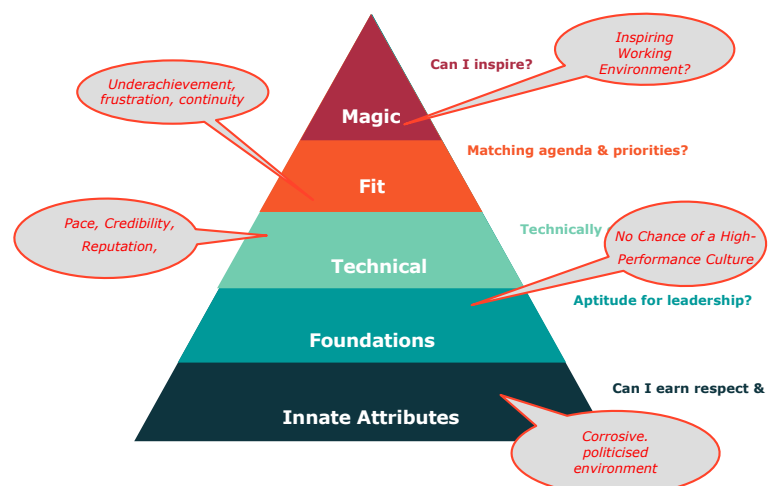 Inspiring
Working
Environment?
Can I inspire?
Underachievement,
frustration, continuity
Magic
Matching agenda & priorities?
Fit
Pace, Credibility,
Reputation,
Technically
No Chance of a High-
Performance Culture
Technical
Aptitude for leadership?
Foundations
Can I earn respect &
Innate Attributes
Corrosive.
politicised
environment